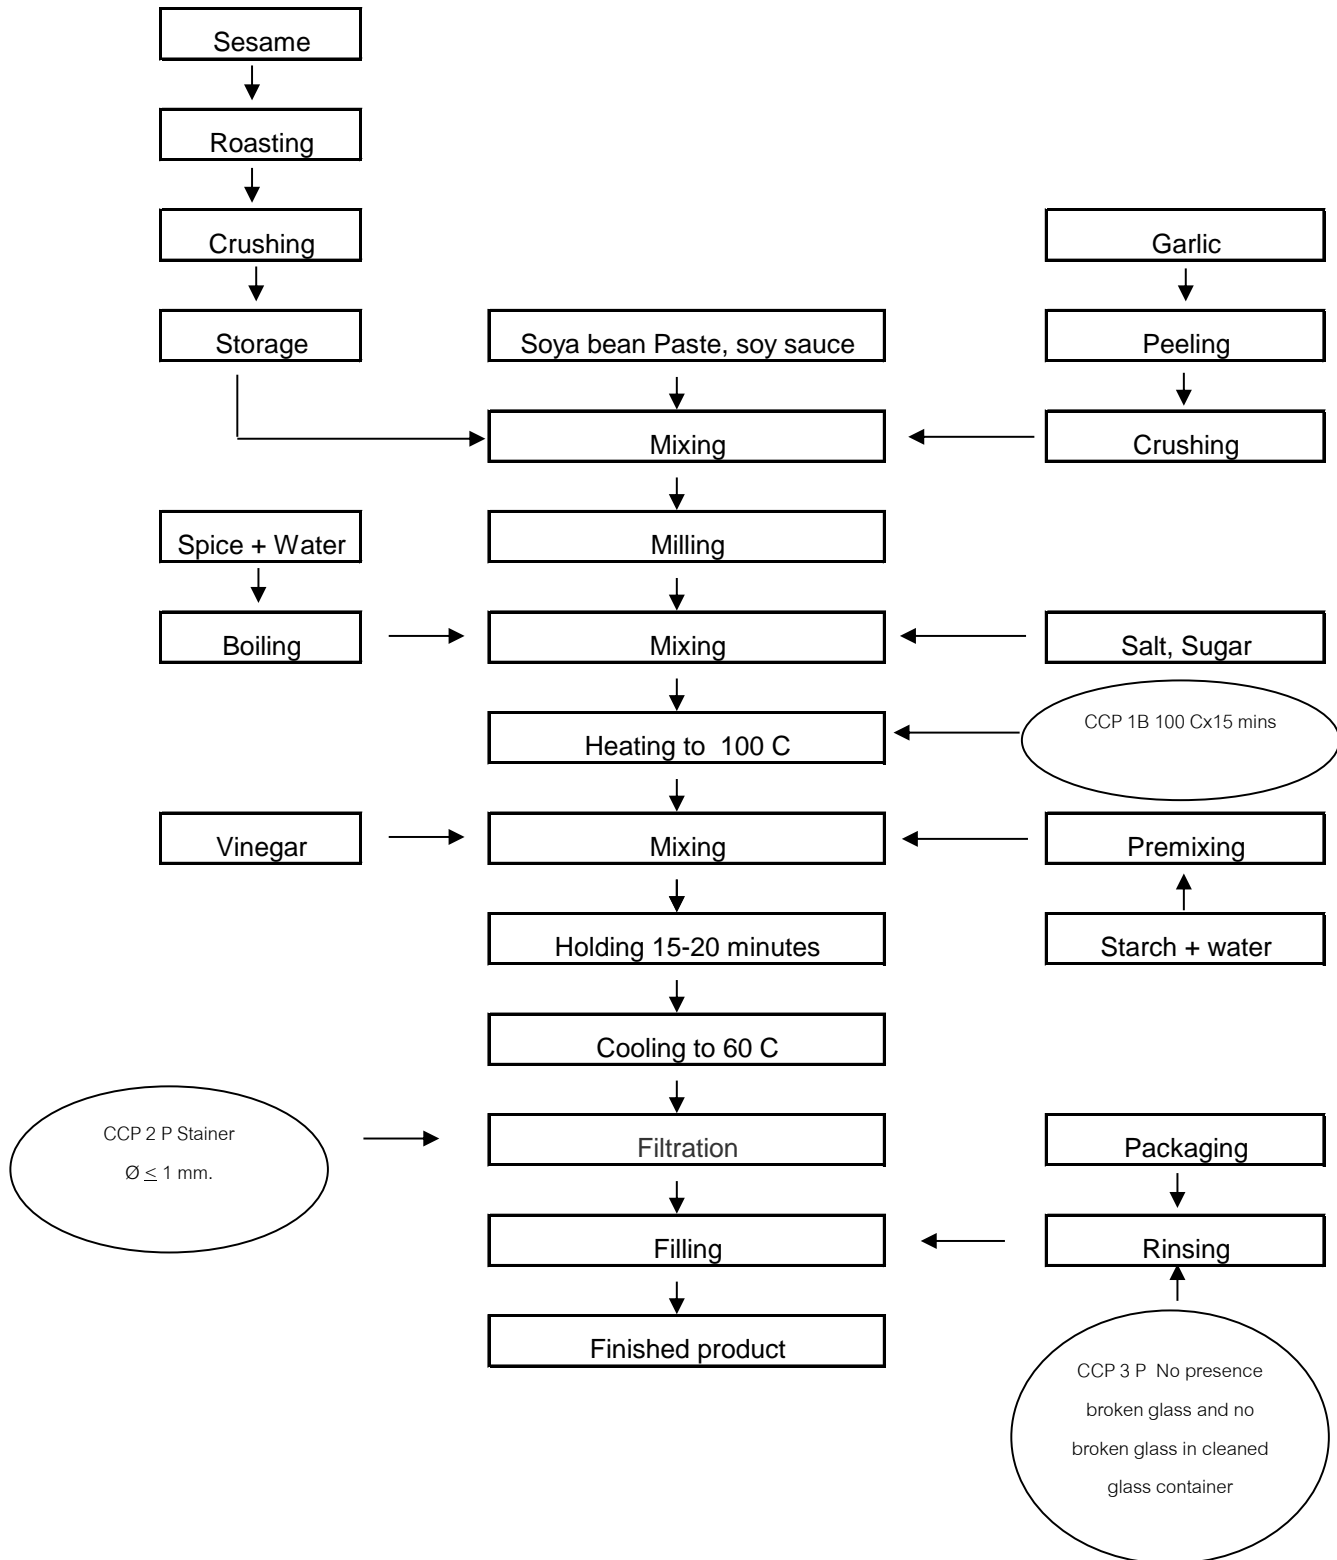 Sesame
Roasting
Crushing
Garlic
Storage
Soya bean Paste, soy sauce
Peeling
Mixing
Crushing
Spice + Water
Milling
Boiling
Mixing
Salt, Sugar
Heating to 100 C
CCP 1B 100 Cx15 mins
Vinegar
Mixing
Premixing
Holding 15-20 minutes
Starch + water
Cooling to 60 C
CCP 2 P Stainer
Ø ≤ 1 mm.
Filtration
Packaging
Filling
Rinsing
Finished product
CCP 3 P No presence
broken glass and no
broken glass in cleaned
glass container